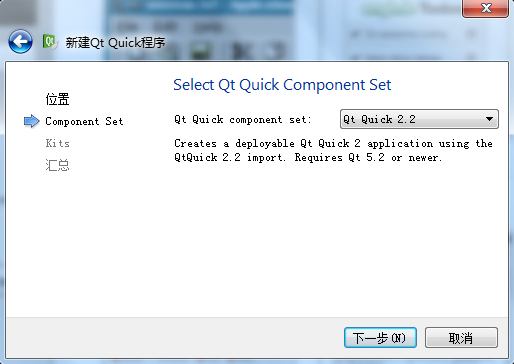 新建Qt Quick程序
Select Qt Quick Component Set
位置
Component Set
Kits
汇总
Qt Quick component set:
Qt Quick 2.2
Creates a deployable Qt Quick 2 application using the
QtQuick 2.2 import. Requires Qt 5.2 or newer.
下一步(N)
取消